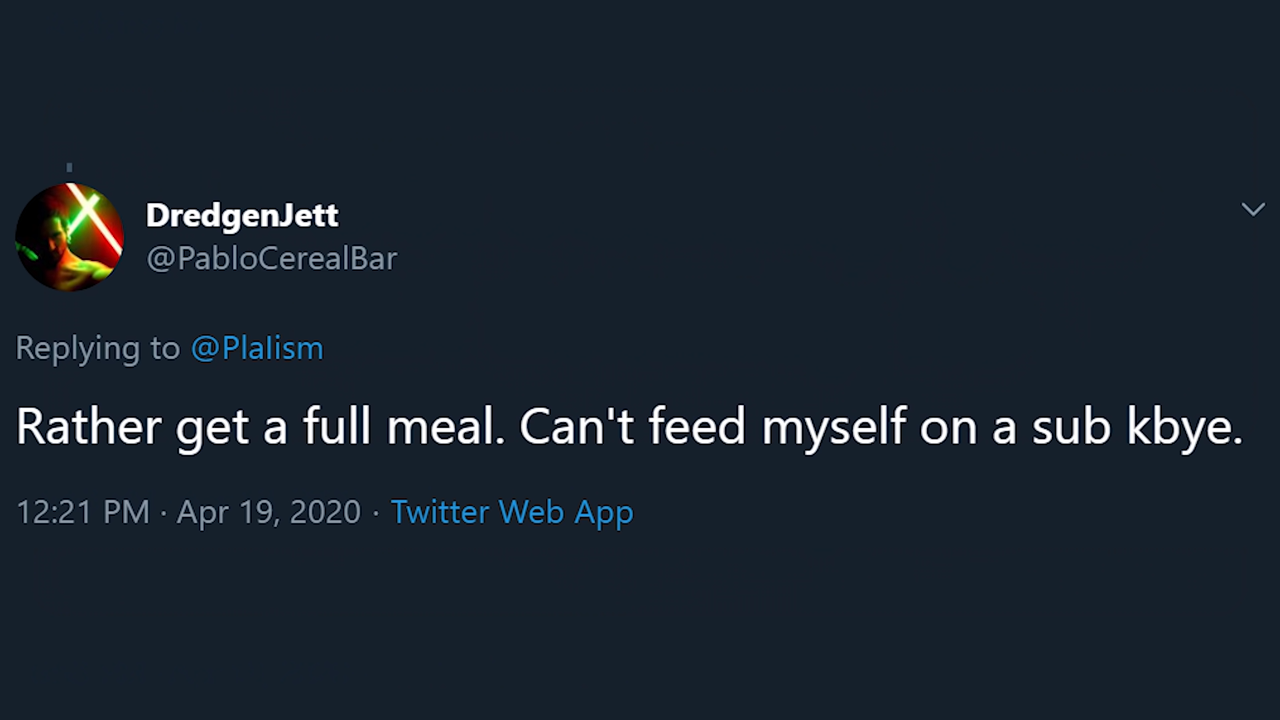 DredgenJett
@PabloCerealBar
Replying to @Plalism
Rather get a full meal. Can't feed myself on a sub kbye.
12:21 PM · Apr 19, 2020 · Twitter Web App